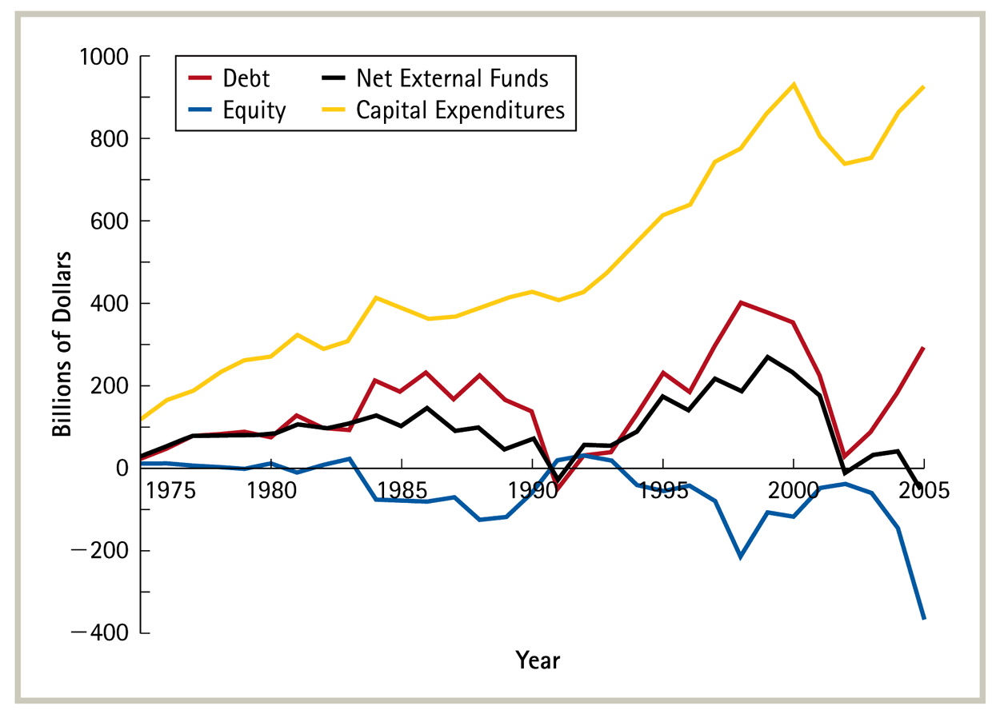 1000
800
600
400
200
0
−200
−400
Billions of Dollars
Debt
Net External Funds
Equity
Capital Expenditures
1975 1980 1985 1990 1995 2000 2005
Year